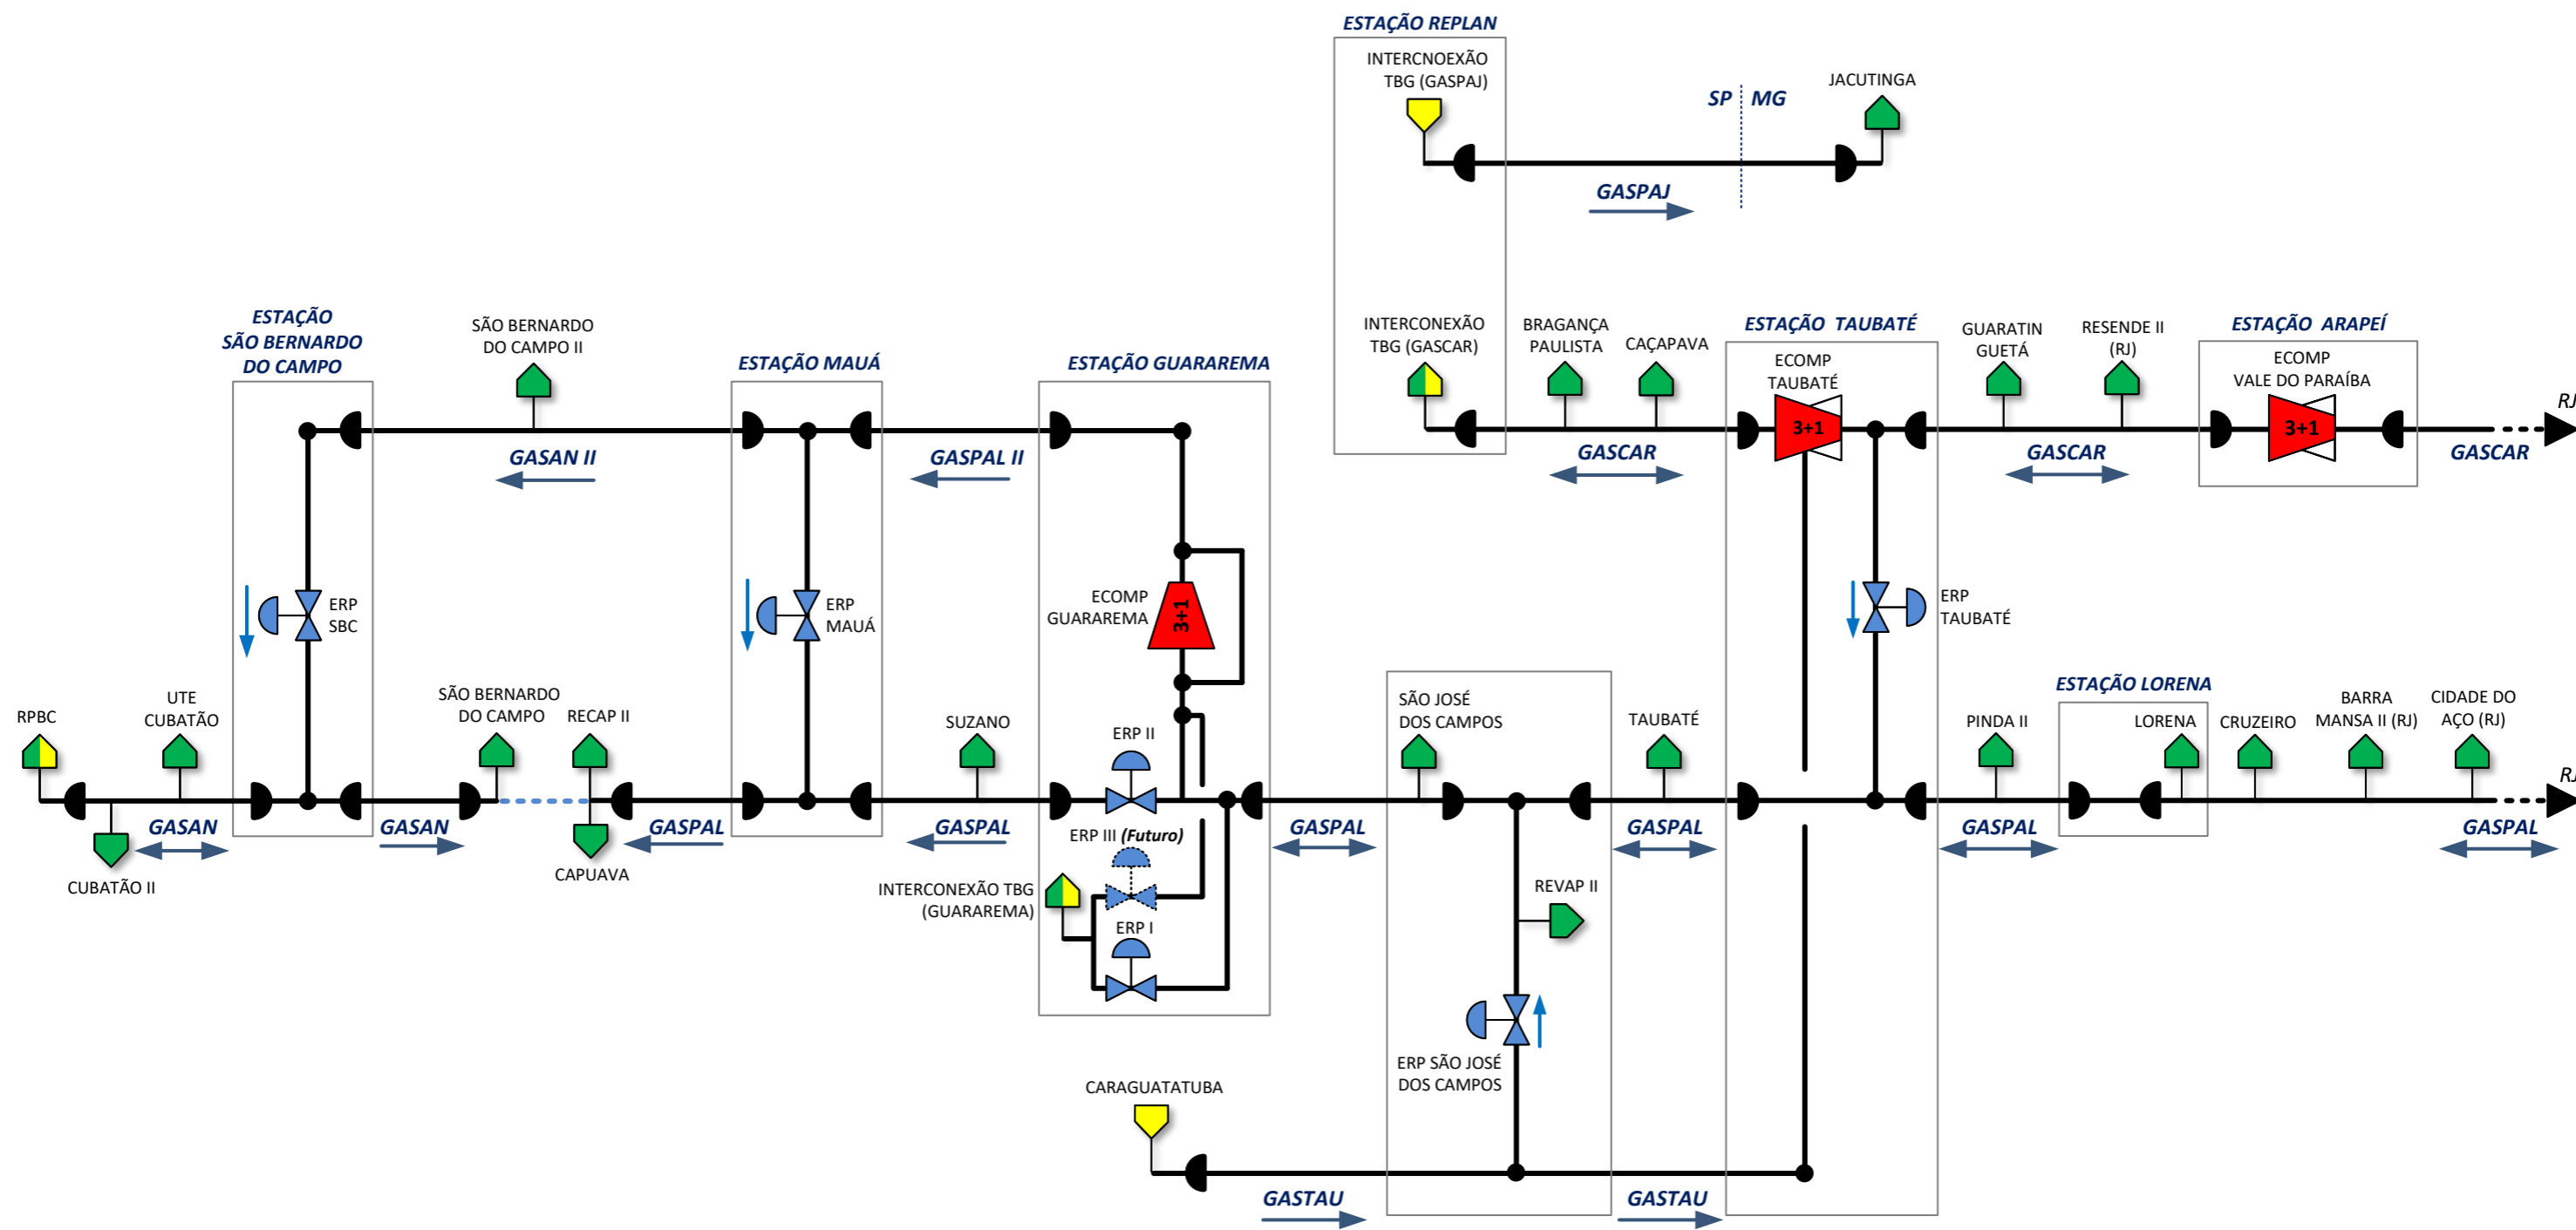 ESTAÇÃO REPLAN
INTERCNOEXÃO
TBG (GASPAJ)
SP
MG
JACUTINGA
GASPAJ
ESTAÇÃO
SÃO BERNARDO
DO CAMPO
SÃO BERNARDO
DO CAMPO II
ESTAÇÃO MAUÁ
ESTAÇÃO GUARAREMA
INTERCONEXÃO
TBG (GASCAR)
BRAGANÇA
PAULISTA
CAÇAPAVA
ESTAÇÃO TAUBATÉ
ECOMP
TAUBATÉ
3+1
GUARATIN
GUETÁ
RESENDE II
(RJ)
ESTAÇÃO ARAPEÍ
ECOMP
VALE DO PARAÍBA
3+1
RJ
GASAN II
GASPAL II
GASCAR
GASCAR
GASCAR
ERP
SBC
ERP
MAUÁ
ECOMP
GUARAREMA
3+1
ERP
TAUBATÉ
RPBC
UTE
CUBATÃO
SÃO BERNARDO
DO CAMPO
RECAP II
SUZANO
ERP II
SÃO JOSÉ
DOS CAMPOS
TAUBATÉ
PINDA II
ESTAÇÃO LORENA
LORENA
CRUZEIRO
BARRA
MANSA II (RJ)
CIDADE DO
AÇO (RJ)
RJ
GASAN
GASAN
GASPAL
GASPAL
GASPAL
GASPAL
GASPAL
GASPAL
CUBATÃO II
CAPUAVA
ERP III (Futuro)
INTERCONEXÃO TBG
(GUARAREMA)
ERP I
REVAP II
ERP SÃO JOSÉ
DOS CAMPOS
CARAGUATATUBA
GASTAU
GASTAU